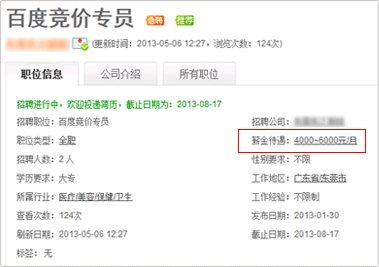 百度竞价专员 急聘 推荐
(更新时间：2013-05-06 12:27，浏览次数：124次)
职位信息 公司介绍 所有职位
招聘进行中，欢迎投递简历，截止日期为：2013-08-17
招聘职位：百度竞价专员 招聘公司：
职位类型：全职 薪金待遇：4000~6000元/月
招聘人数：2 人 性别要求：不限
学历要求：大专 工作地区：广东省/东莞市
所属行业：医疗/美容/保健/卫生 工作经验：不限制
查看次数：124次 发布日期：2013-01-30
刷新日期：2013-05-06 12:27 截止日期：2013-08-17
标签：无